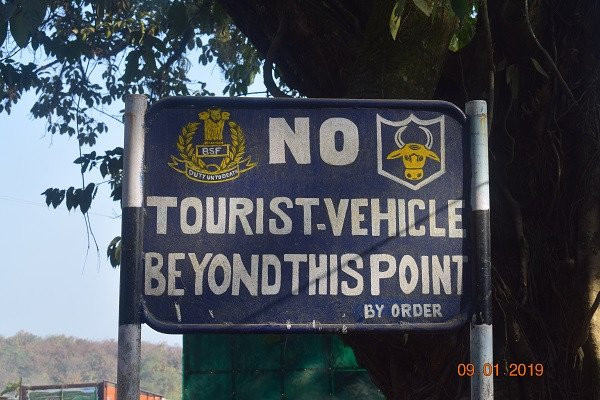 NO
BSF
DUTY UNTO DEATH
TOURIST-VEHICLE
BEYOND THIS POINT
BY ORDER
09 01 2019